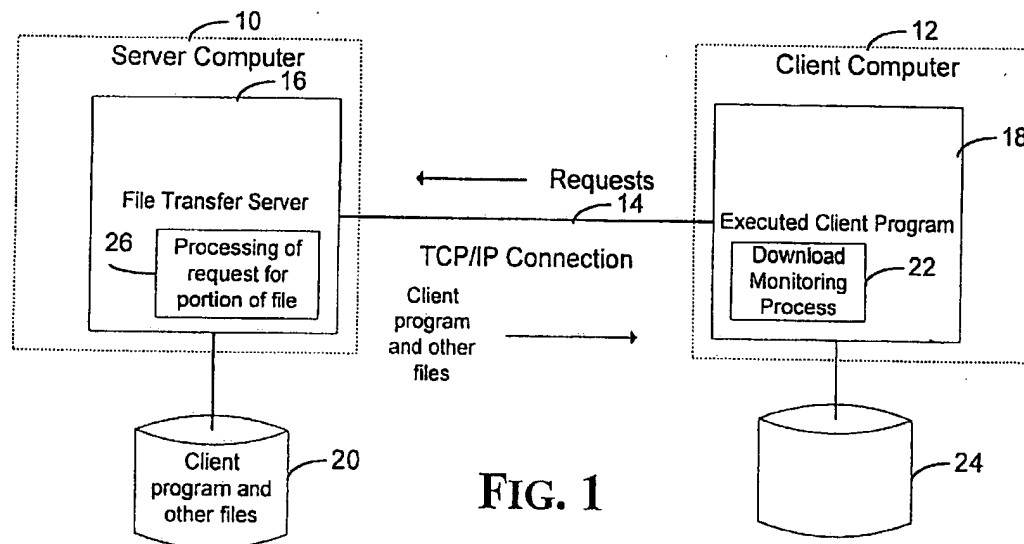 10
Server Computer
16
File Transfer Server
26
Processing of
request for
portion of file
Requests
14
TCP/IP Connection
Client
program
and other
files
12
Client Computer
18
Executed Client Program
Download
Monitoring
Process
22
Client
program and
other files
20
24
FIG. 1